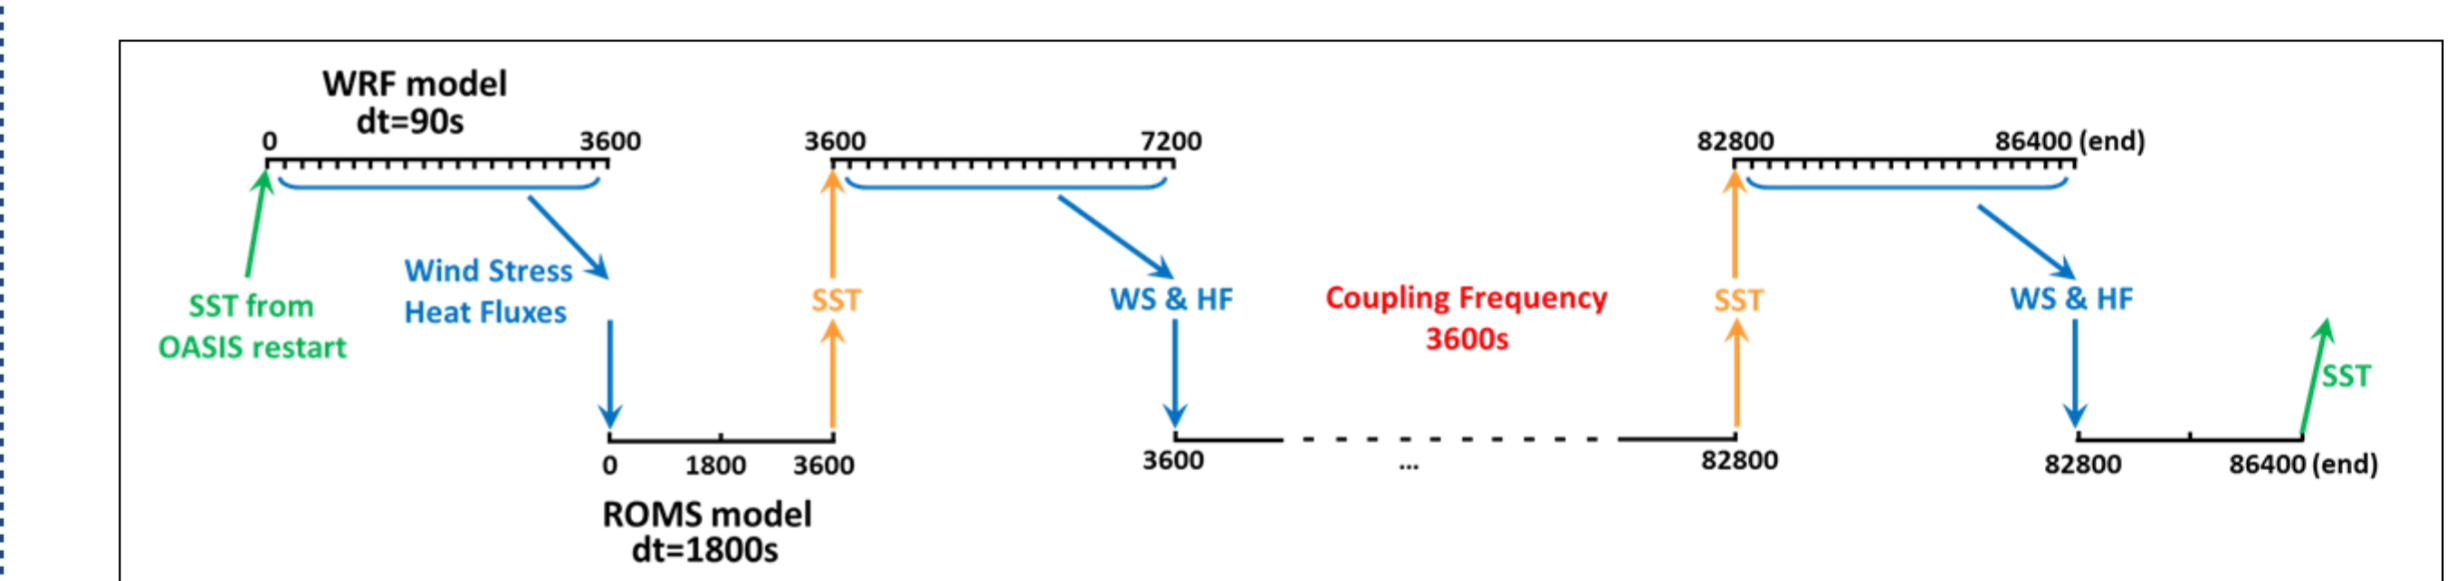 WRF model
dt=90s
0
3600
3600
7200
82800
86400 (end)
SST from
OASIS restart
Wind Stress
Heat Fluxes
SST
WS & HF
Coupling Frequency
3600s
SST
WS & HF
SST
0
1800
3600
3600
...
82800
82800
86400 (end)
ROMS model
dt=1800s